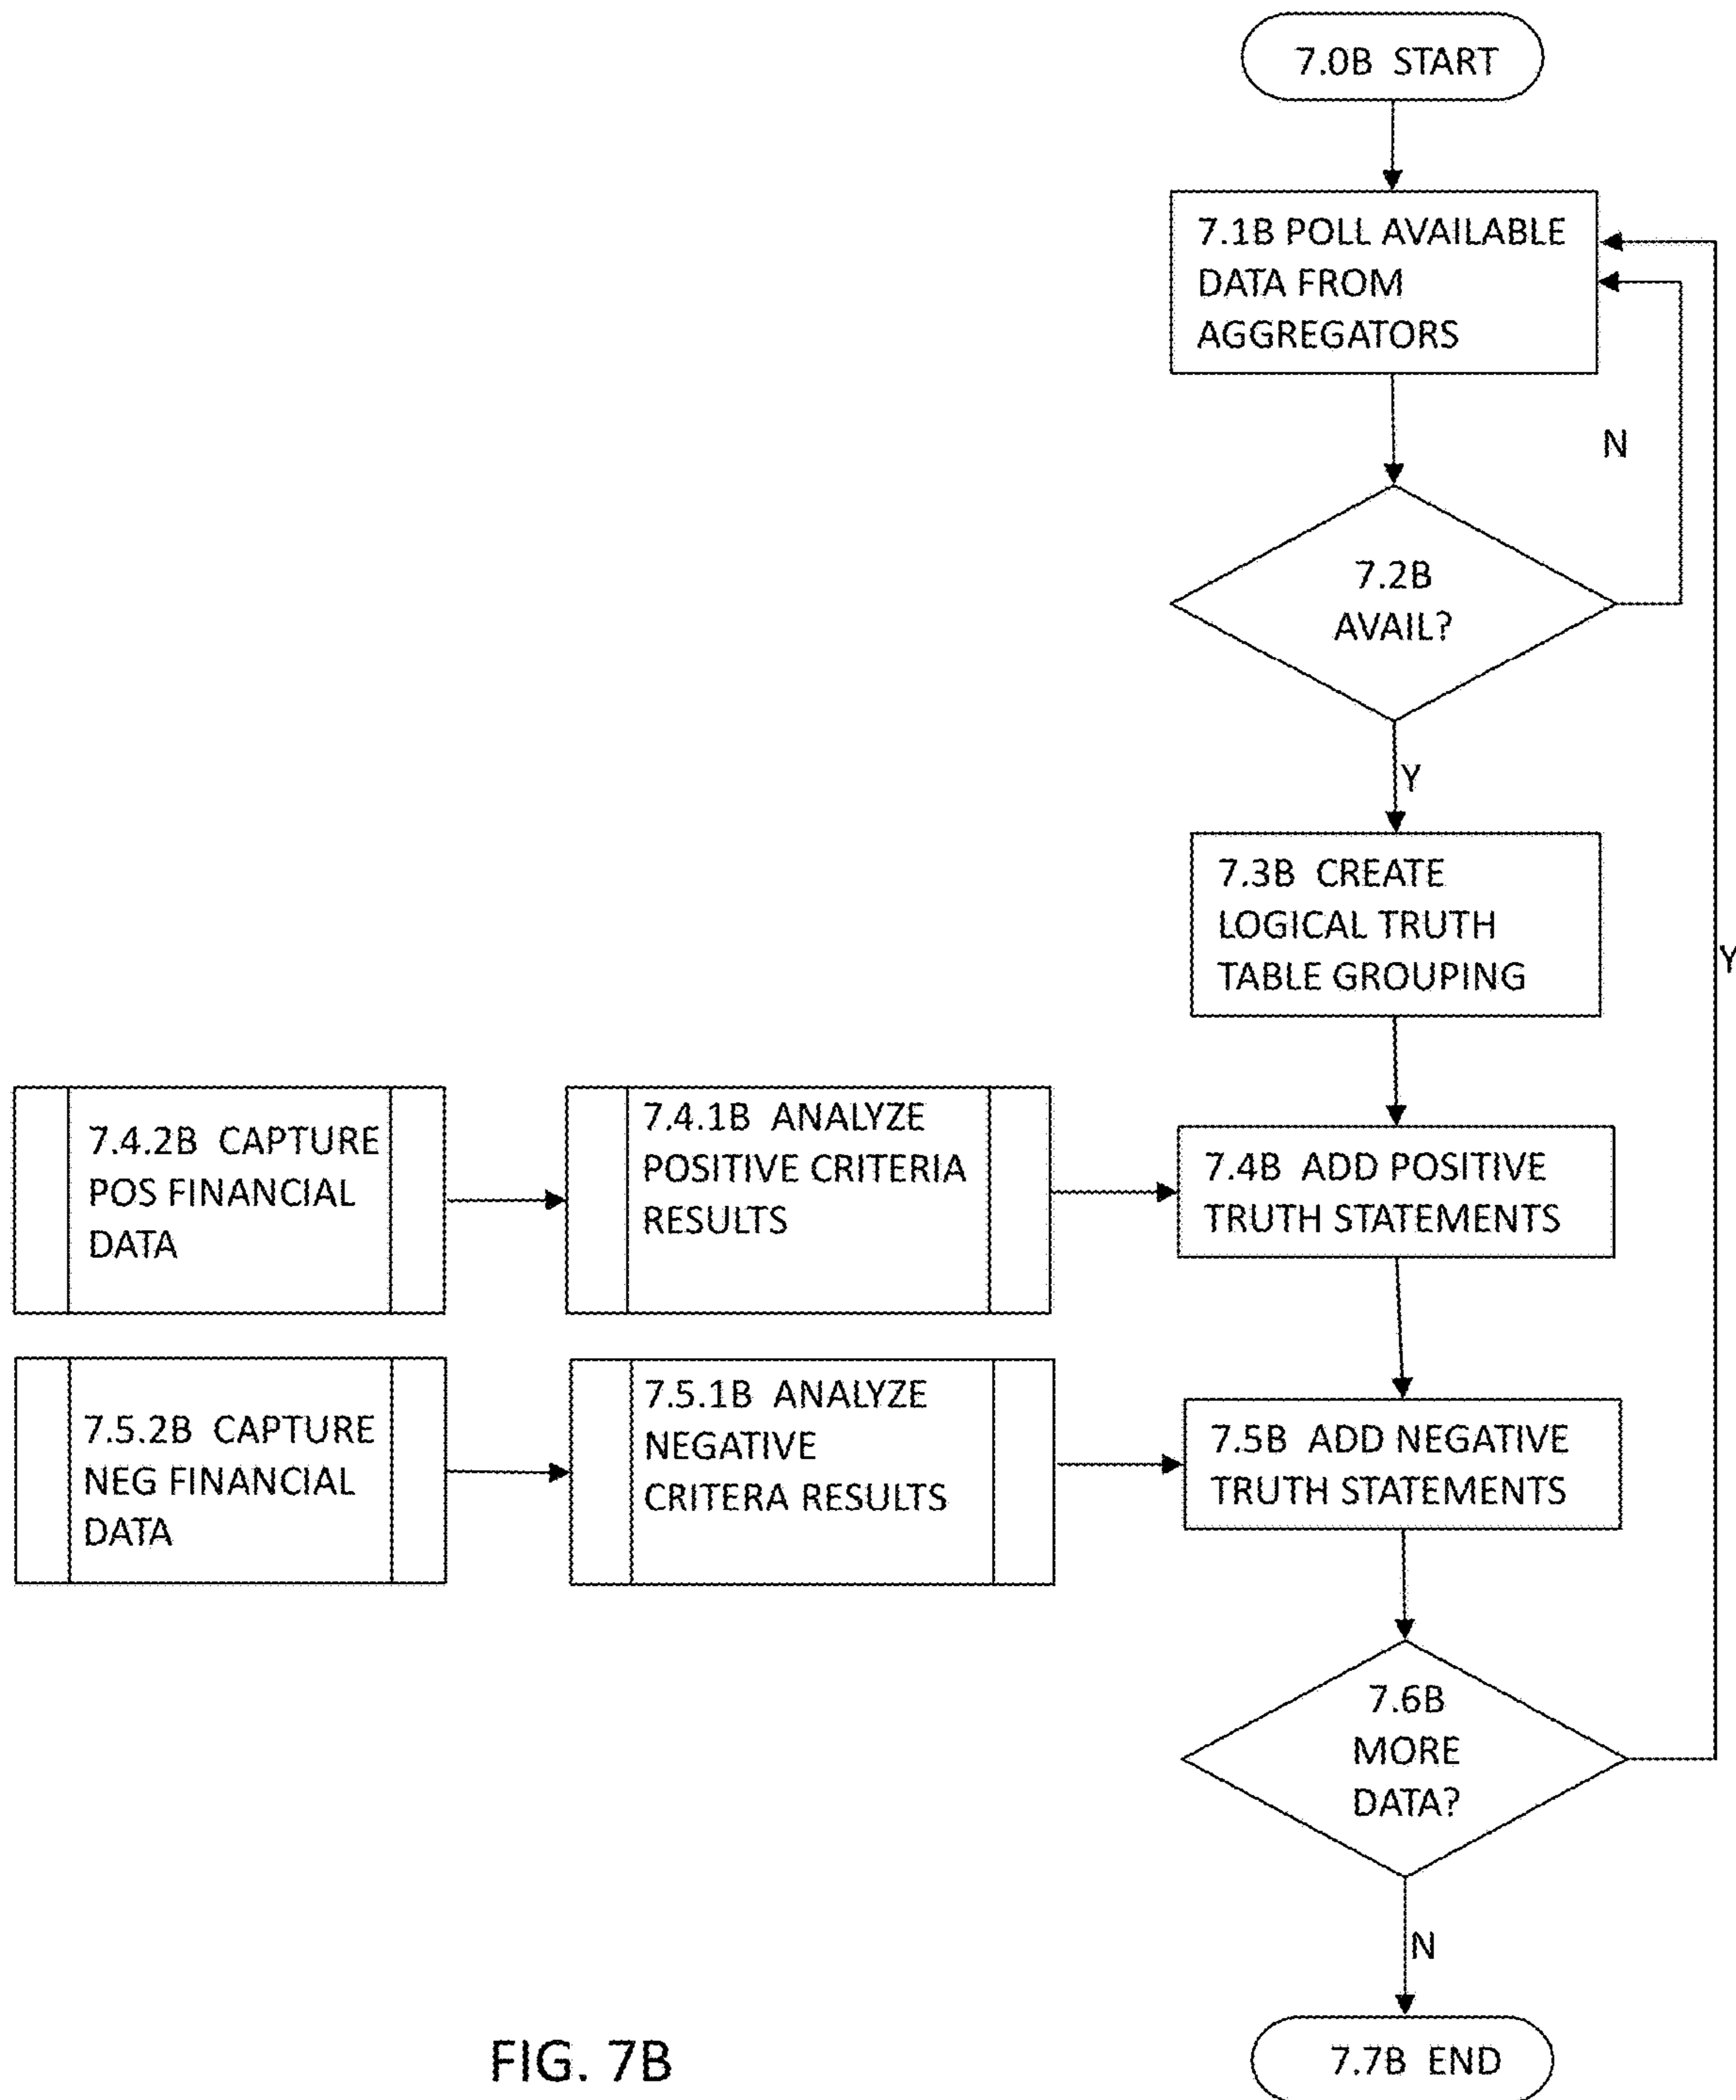 7.0B START
7.1B POLL AVAILABLE
DATA FROM
AGGREGATORS
N
7.2B
AVAIL?
Y
7.3B CREATE
LOGICAL TRUTH
TABLE GROUPING
Y
7.4.2B CAPTURE
POS FINANCIAL
DATA
7.4.1B ANALYZE
POSITIVE CRITERIA
RESULTS
7.4B ADD POSITIVE
TRUTH STATEMENTS
7.5.2B CAPTURE
NEG FINANCIAL
DATA
7.5.1B ANALYZE
NEGATIVE
CRITERA RESULTS
7.5B ADD NEGATIVE
TRUTH STATEMENTS
7.6B
MORE
DATA?
N
7.7B END
FIG. 7B